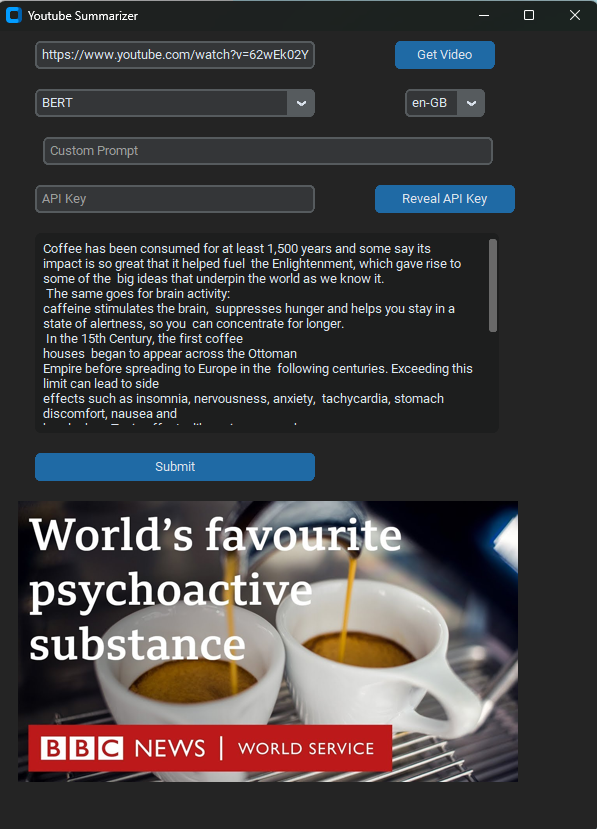 Youtube Summarizer
https://www.youtube.com/watch?v=62wEk02Y
Get Video
BERT
en-GB
Custom Prompt
API Key
Reveal API Key
Coffee has been consumed for at least 1,500 years and some say its
impact is so great that it helped fuel  the Enlightenment, which gave rise to
some of the  big ideas that underpin the world as we know it.
 The same goes for brain activity:
caffeine stimulates the brain,  suppresses hunger and helps you stay in a
state of alertness, so you  can concentrate for longer.
 In the 15th Century, the first coffee
houses  began to appear across the Ottoman
Empire before spreading to Europe in the  following centuries. Exceeding this
limit can lead to side
effects such as insomnia, nervousness, anxiety,  tachycardia, stomach
discomfort, nausea and
Submit
World's favourite
psychoactive
substance
BBC NEWS | WORLD SERVICE